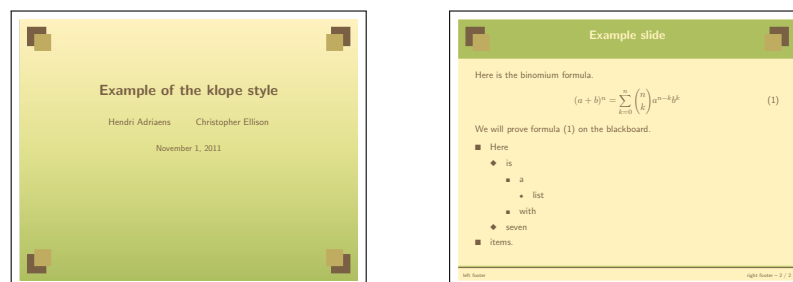 Example of the klope style
Hendri Adriaens Christopher Ellison
November 1, 2011
Example slide
Here is the binomium formula.
(a + b)^n = \sum_{k=0}^{n} \binom{n}{k} a^{n-k} b^k (1)
We will prove formula (1) on the blackboard.
■ Here
◆ is
■ a
◆ list
■ with
◆ seven
■ items.
left footer right footer – 2 / 2